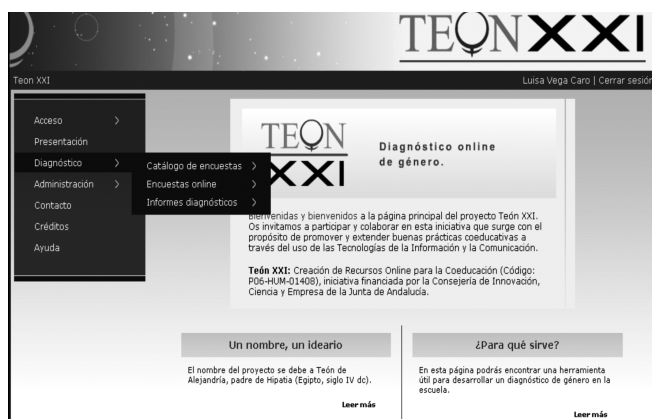 TEON XXI
Teon XXI
Luisa Vega Caro | Cerrar sesión
Acceso >
Presentación
Diagnóstico >
Administración >
Contacto
Créditos
Ayuda
Catálogo de encuestas >
Encuestas online >
Informes diagnósticos >
TEON
XXI
Diagnóstico online
de género.
Bienvenidas y bienvenidos a la página principal del proyecto Teón XXI.
Os invitamos a participar y colaborar en esta iniciativa que surge con el
propósito de promover y extender buenas prácticas coeducativas a
través del uso de las Tecnologías de la Información y la Comunicación.
Teón XXI: Creación de Recursos Online para la Coeducación (Código:
P06-HUM-01408), iniciativa financiada por la Consejería de Innovación,
Ciencia y Empresa de la Junta de Andalucía.
Un nombre, un ideario
El nombre del proyecto se debe a Teón de
Alejandría, padre de Hipatia (Egipto, siglo IV dc).
Leer más
¿Para qué sirve?
En esta página podrás encontrar una herramienta
útil para desarrollar un diagnóstico de género en la
escuela.
Leer más